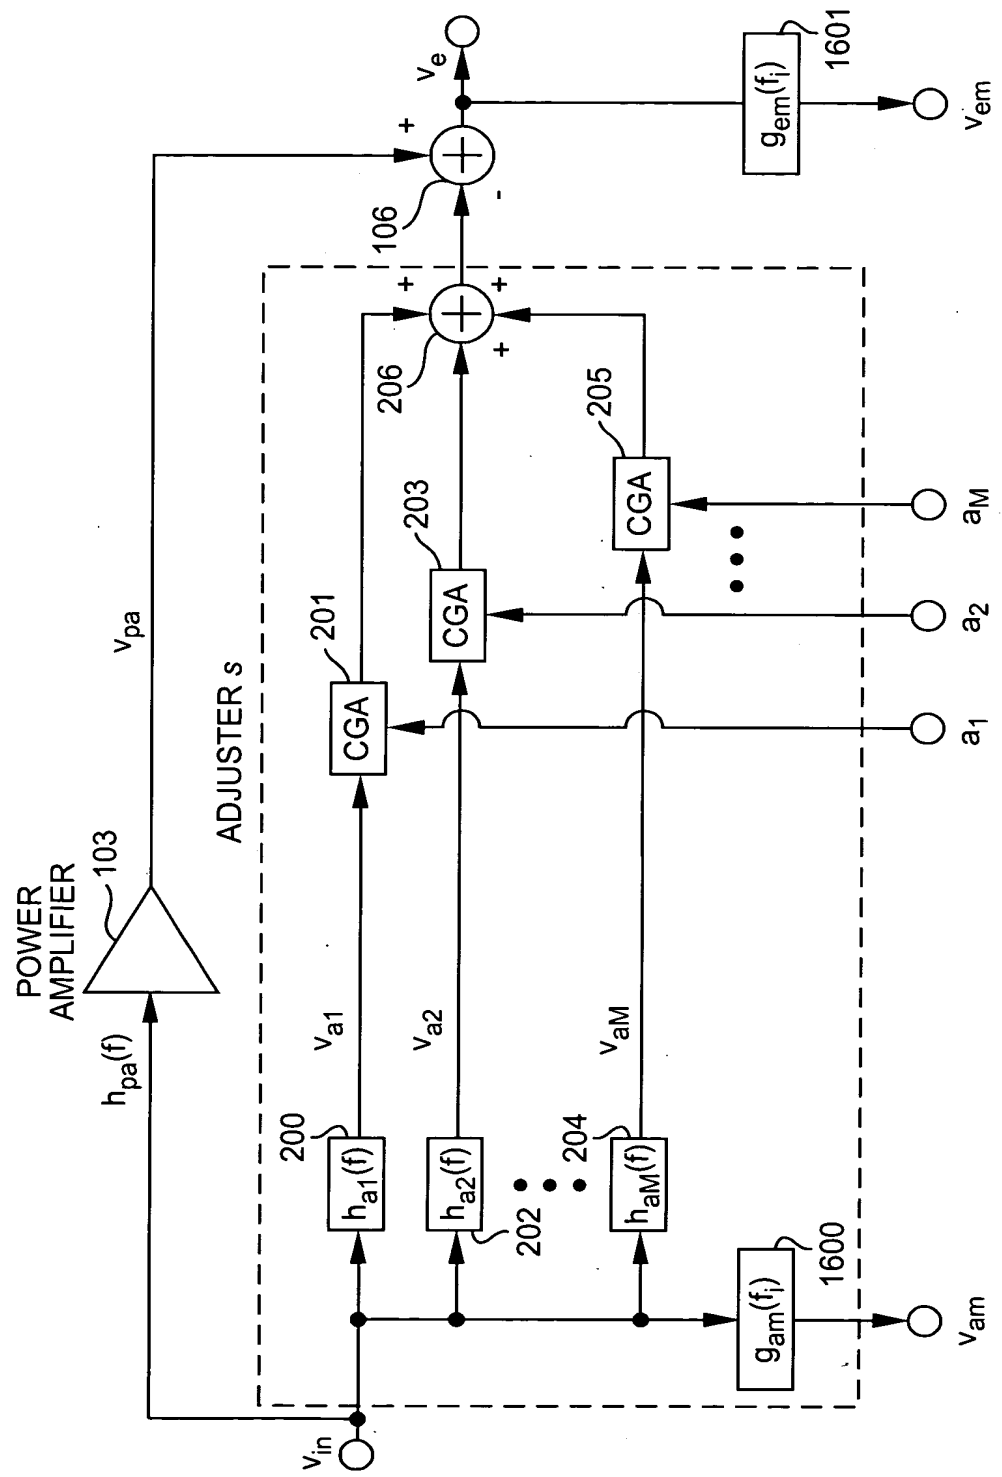 POWER
AMPLIFIER
103
h_pa(f)
v_pa
ADJUSTER s
v_in
h_a1(f)
200
v_a1
CGA
201
h_a2(f)
202
v_a2
CGA
203
h_aM(f)
204
v_aM
CGA
205
+
+
+
206
+
-
106
v_e
g_am(f_i)
1600
v_am
a_1
a_2
a_M
g_em(f_i)
1601
v_em